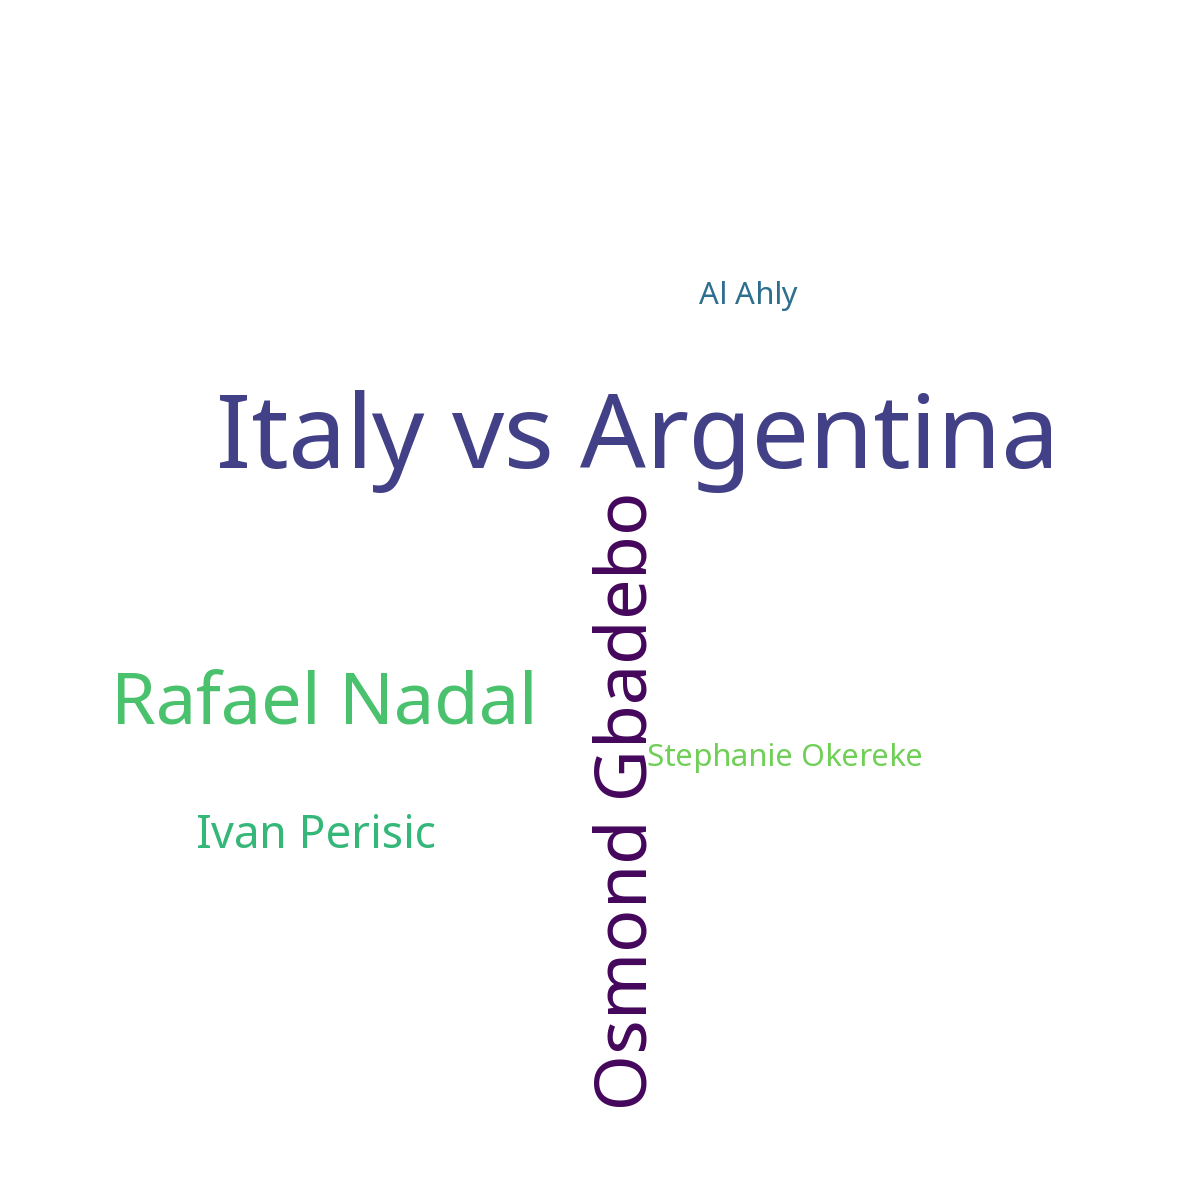 Al Ahly
Italy vs Argentina
Osmond Gbadebo
Rafael Nadal
Stephanie Okereke
Ivan Perisic